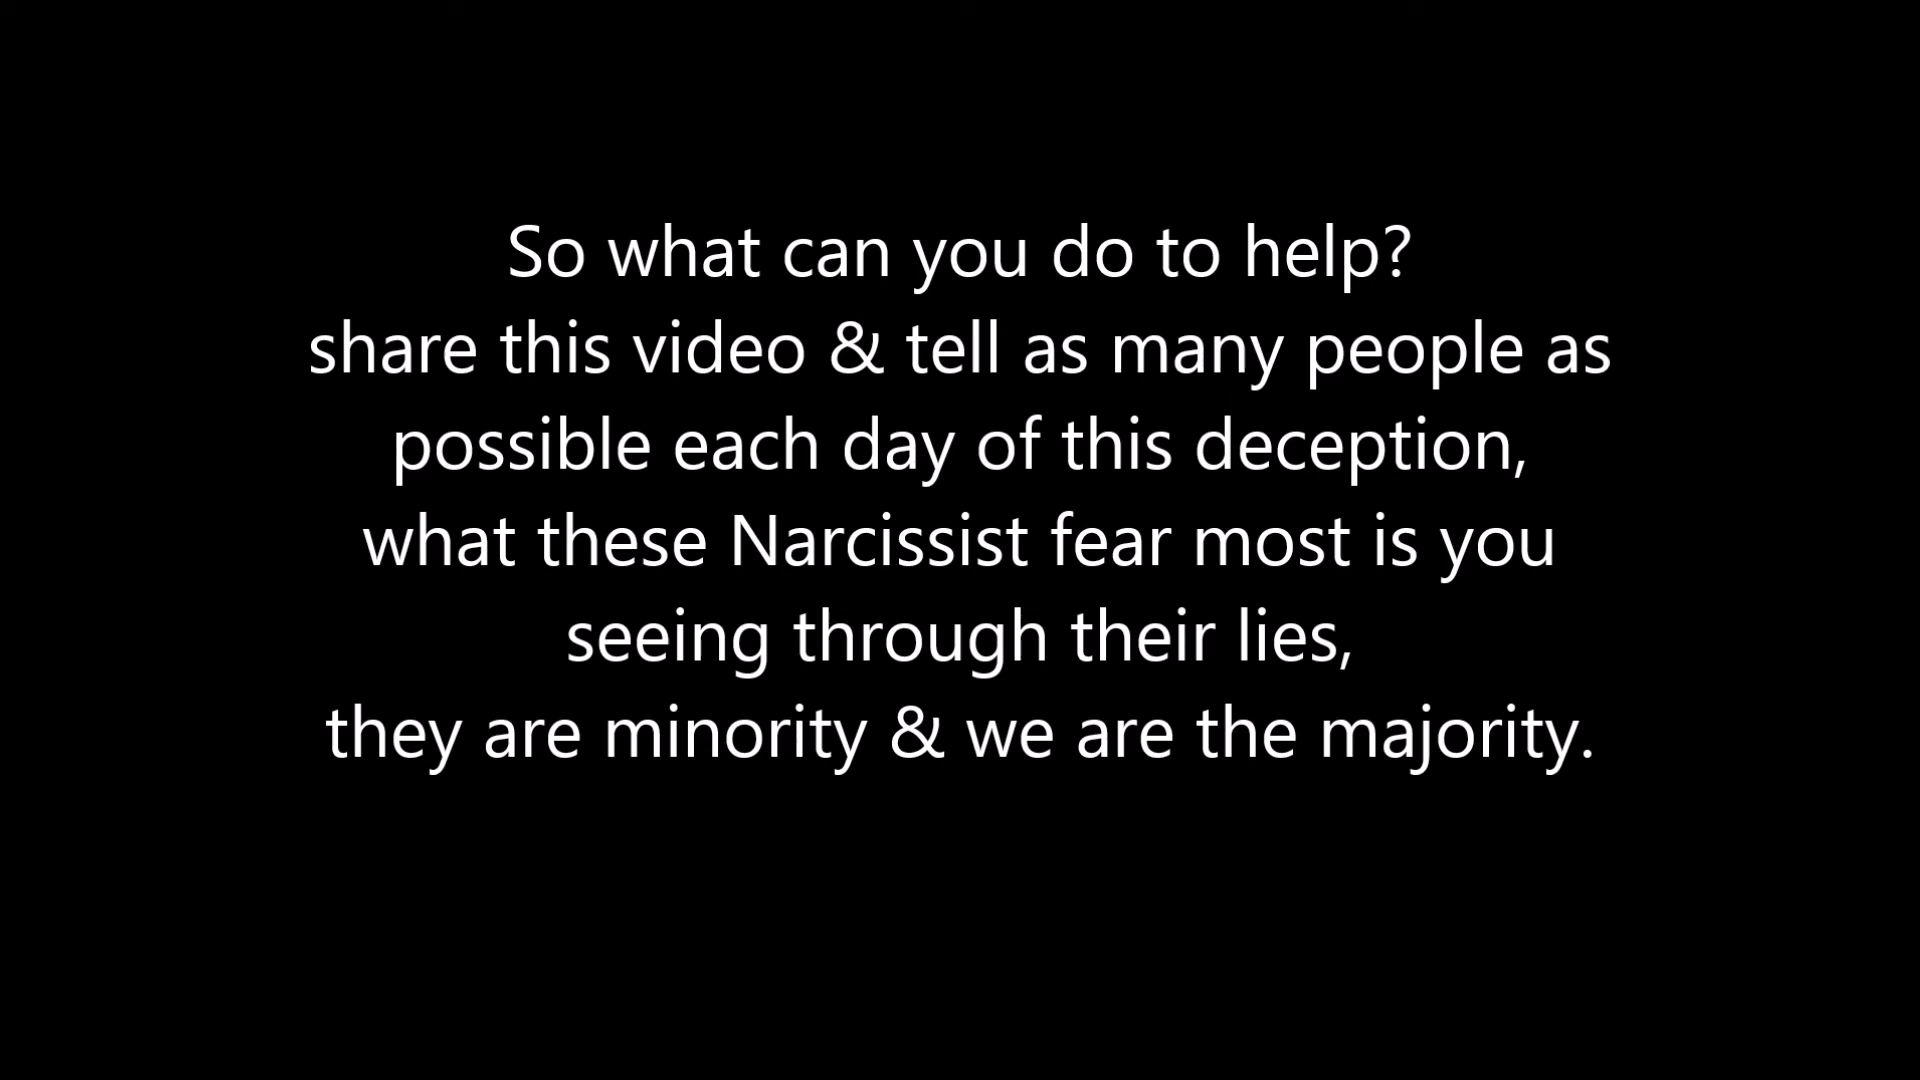 So what can you do to help?
share this video & tell as many people as
possible each day of this deception,
what these Narcissist fear most is you
seeing through their lies,
they are minority & we are the majority.